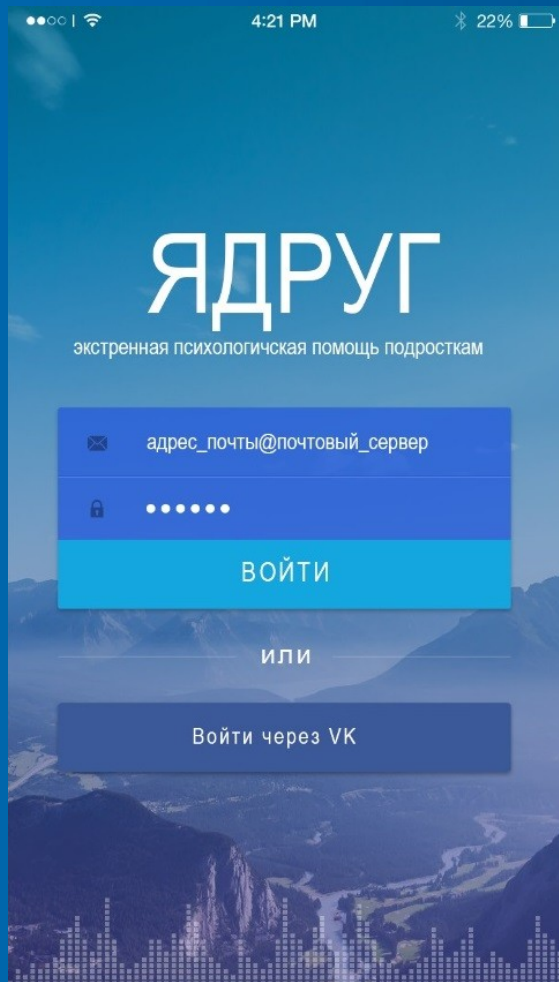 4:21 PM
22%
ЯДРУГ
экстренная психологичская помощь подросткам
адрес_почты@почтовый_сервер
ВОЙТИ
или
Войти через VK